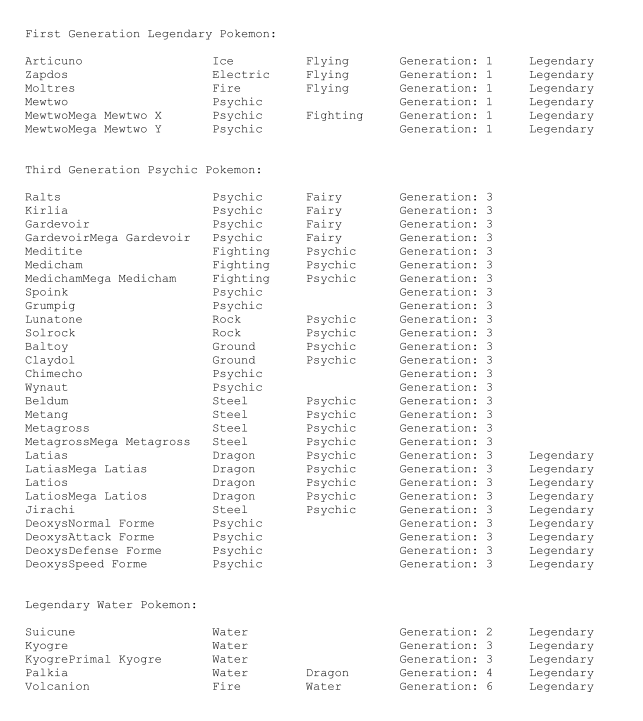 First Generation Legendary Pokemon:
Articuno Ice Flying Generation: 1 Legendary
Zapdos Electric Flying Generation: 1 Legendary
Moltres Fire Flying Generation: 1 Legendary
Mewtwo Psychic Generation: 1 Legendary
MewtwoMega Mewtwo X Psychic Fighting Generation: 1 Legendary
MewtwoMega Mewtwo Y Psychic Generation: 1 Legendary
Third Generation Psychic Pokemon:
Ralts Psychic Fairy Generation: 3
Kirlia Psychic Fairy Generation: 3
Gardevoir Psychic Fairy Generation: 3
GardevoirMega Gardevoir Psychic Fairy Generation: 3
Meditite Fighting Psychic Generation: 3
Medicham Fighting Psychic Generation: 3
MedichamMega Medicham Fighting Psychic Generation: 3
Spoink Psychic Generation: 3
Grumpig Psychic Generation: 3
Lunatone Rock Psychic Generation: 3
Solrock Rock Psychic Generation: 3
Baltoy Ground Psychic Generation: 3
Claydol Ground Psychic Generation: 3
Chimecho Psychic Generation: 3
Wynaut Psychic Generation: 3
Beldum Steel Psychic Generation: 3
Metang Steel Psychic Generation: 3
Metagross Steel Psychic Generation: 3
MetagrossMega Metagross Steel Psychic Generation: 3
Latias Dragon Psychic Generation: 3 Legendary
LatiasMega Latias Dragon Psychic Generation: 3 Legendary
Latios Dragon Psychic Generation: 3 Legendary
LatiosMega Latios Dragon Psychic Generation: 3 Legendary
Jirachi Steel Psychic Generation: 3 Legendary
DeoxysNormal Forme Psychic Generation: 3 Legendary
DeoxysAttack Forme Psychic Generation: 3 Legendary
DeoxysDefense Forme Psychic Generation: 3 Legendary
DeoxysSpeed Forme Psychic Generation: 3 Legendary
Legendary Water Pokemon:
Suicune Water Generation: 2 Legendary
Kyogre Water Generation: 3 Legendary
KyogrePrimal Kyogre Water Generation: 3 Legendary
Palkia Water Dragon Generation: 4 Legendary
Volcanion Fire Water Generation: 6 Legendary